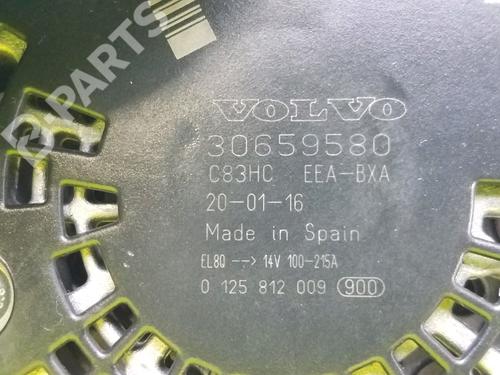 B-PARTS
VOLVO
30659580
C83HC EEA-BXA
20-01-16
Made in Spain
EL8Q --> 14V 100-215A
0 125 812 009 900